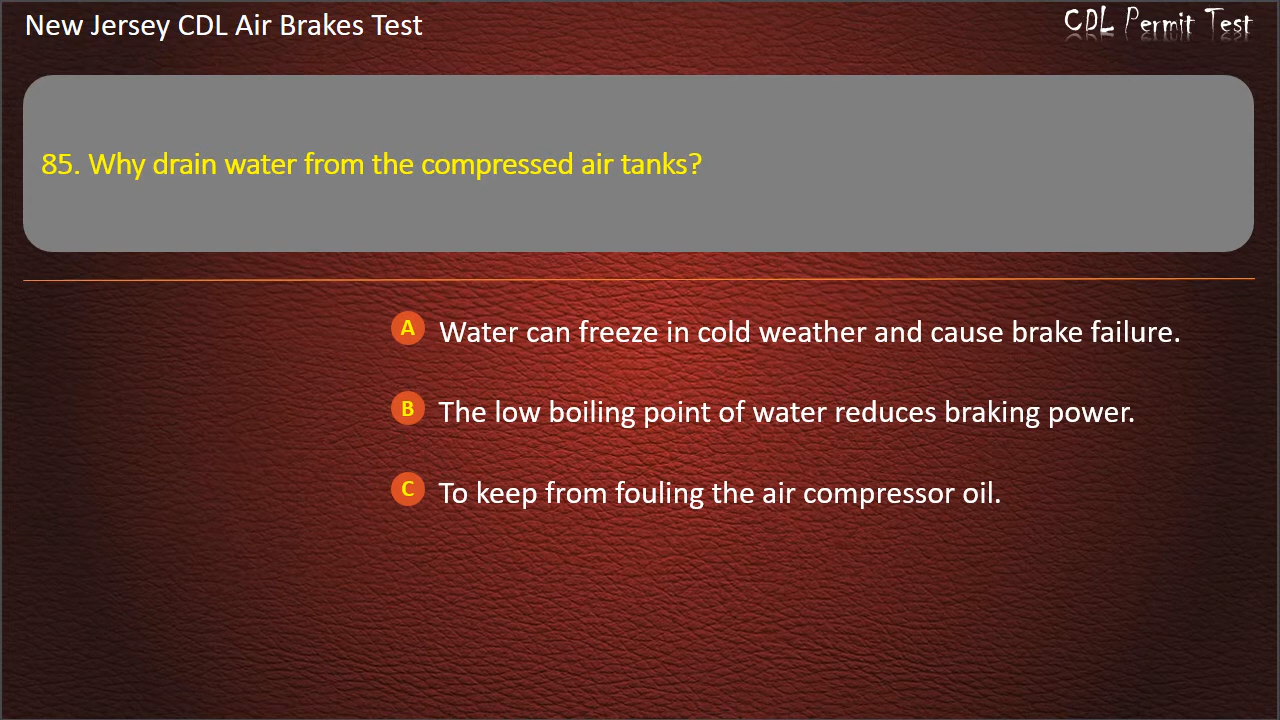 New Jersey CDL Air Brakes Test
CDL Permit Test
85. Why drain water from the compressed air tanks?
A Water can freeze in cold weather and cause brake failure.
B The low boiling point of water reduces braking power.
C To keep from fouling the air compressor oil.